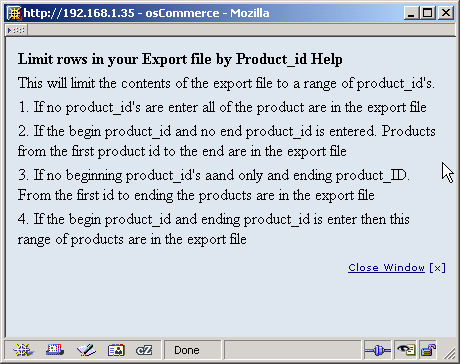 http://192.168.1.35 - osCommerce - Mozilla
Limit rows in your Export file by Product_id Help
This will limit the contents of the export file to a range of product_id's.
1. If no product_id's are enter all of the product are in the export file
2. If the begin product_id and no end product_id is entered. Products
from the first product id to the end are in the export file
3. If no beginning product_id's aand only and ending product_ID.
From the first id to ending the products are in the export file
4. If the begin product_id and ending product_id is enter then this
range of products are in the export file
Close Window [x]
cZ Done